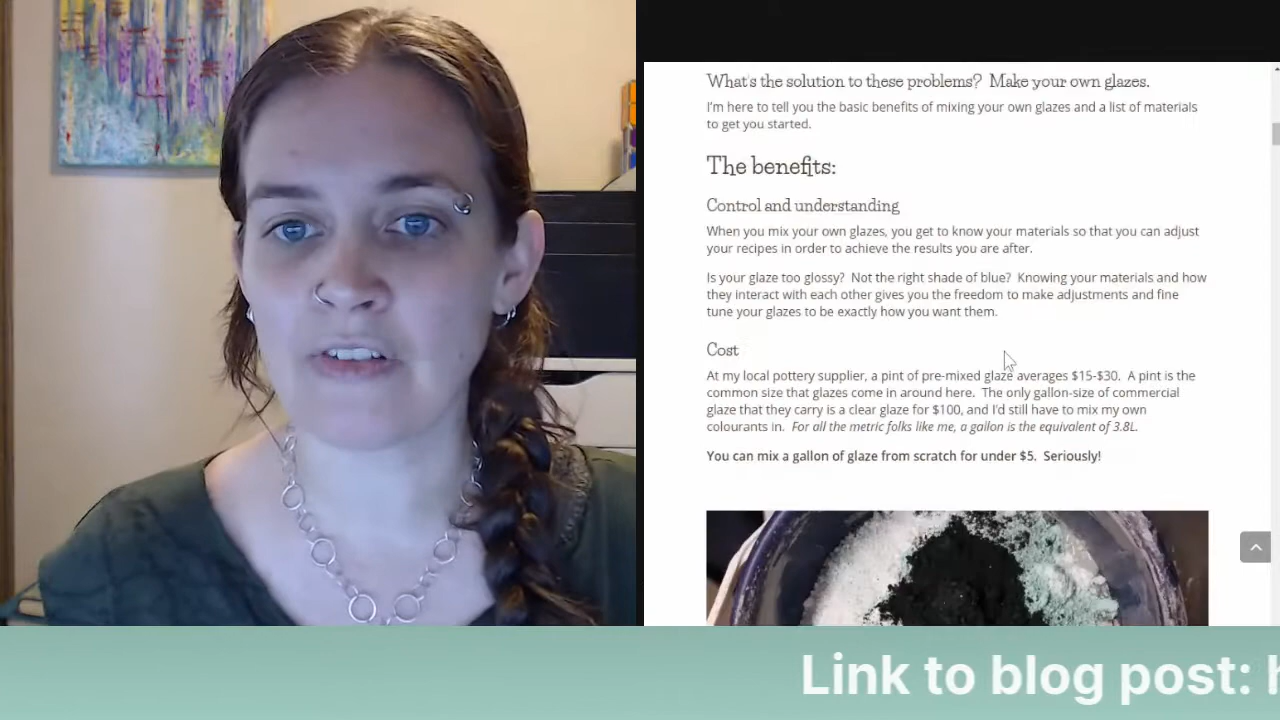 What's the solution to these problems?  Make your own glazes.
I'm here to tell you the basic benefits of mixing your own glazes and a list of materials
to get you started.
The benefits:
Control and understanding
When you mix your own glazes, you get to know your materials so that you can adjust
your recipes in order to achieve the results you are after.
Is your glaze too glossy?  Not the right shade of blue?  Knowing your materials and how
they interact with each other gives you the freedom to make adjustments and fine
tune your glazes to be exactly how you want them.
Cost
At my local pottery supplier, a pint of pre-mixed glaze averages $15-$30.  A pint is the
common size that glazes come in around here.  The only gallon-size of commercial
glaze that they carry is a clear glaze for $100, and I'd still have to mix my own
colourants in.  For all the metric folks like me, a gallon is the equivalent of 3.8L.
You can mix a gallon of glaze from scratch for under $5.  Seriously!
Link to blog post: